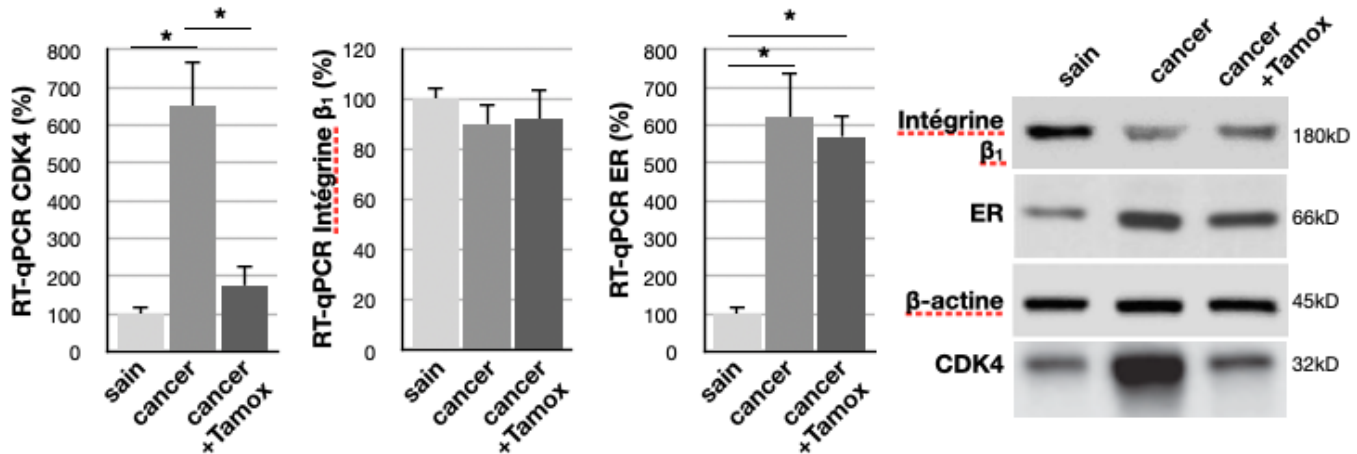 RT-qPCR CDK4 (%)
800
700
600
500
400
300
200
100
0
*
*
sain
cancer
cancer
+Tamox
RT-qPCR Intégrine β1 (%)
120
100
80
60
40
20
0
sain
cancer
cancer
+Tamox
RT-qPCR ER (%)
800
700
600
500
400
300
200
100
0
*
*
sain
cancer
cancer
+Tamox
sain
cancer
cancer
+Tamox
Intégrine
β1
180kD
ER
66kD
β-actine
45kD
CDK4
32kD